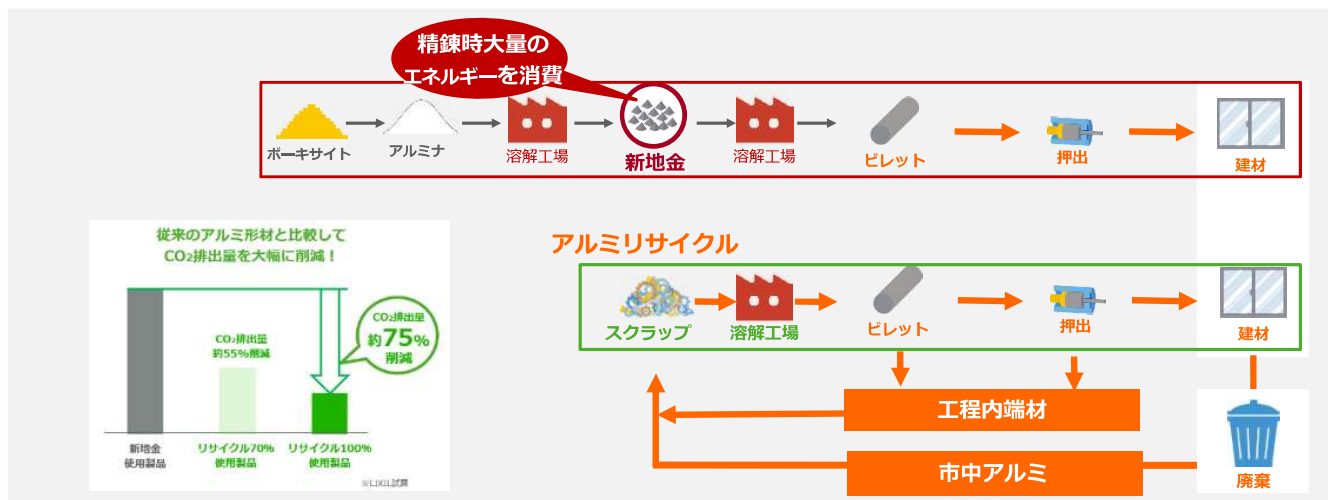 精錬時大量の
エネルギーを消費
ボーキサイト
アルミナ
溶解工場
新地金
溶解工場
ビレット
押出
建材
従来のアルミ形材と比較して
CO₂排出量を大幅に削減！
CO₂排出量
約75%
削減
CO₂排出量
約55%削減
新地金
使用製品
リサイクル70%
使用製品
リサイクル100%
使用製品
※LIXIL試算
アルミリサイクル
スクラップ
溶解工場
ビレット
押出
建材
工程内端材
市中アルミ
廃棄